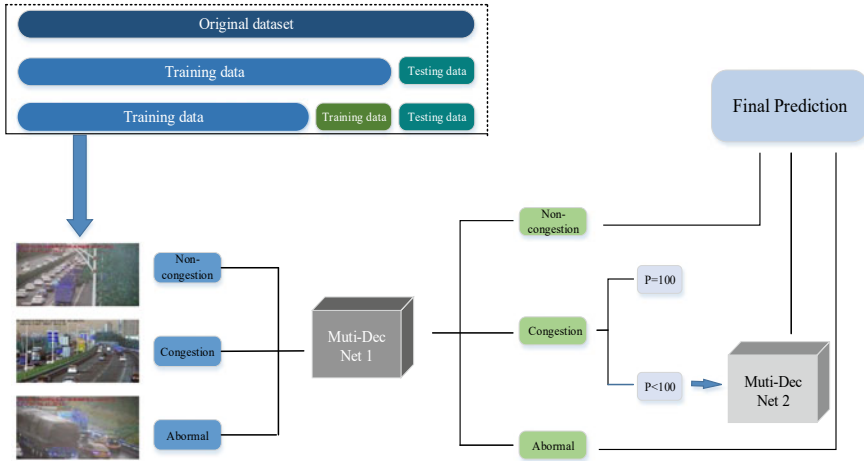 Original dataset
Training data
Testing data
Training data
Training data
Testing data
Final Prediction
Non-
congestion
Congestion
Abormal
Muti-Dec
Net 1
Non-
congestion
Congestion
Abormal
P=100
P<100
Muti-Dec
Net 2